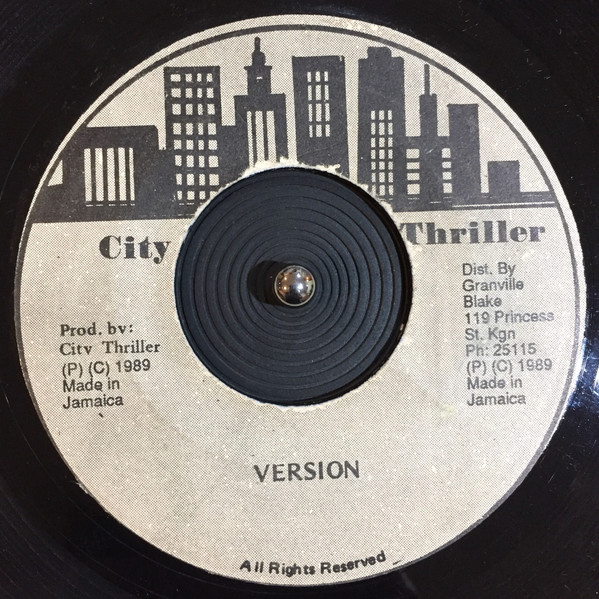 City Thriller
Prod. by:
City Thriller
(P) (C) 1989
Made in
Jamaica
Dist. By
Granville
Blake
119 Princess
St. Kgn
Ph: 25115
(P) (C) 1989
Made in
Jamaica
VERSION
All Rights Reserved